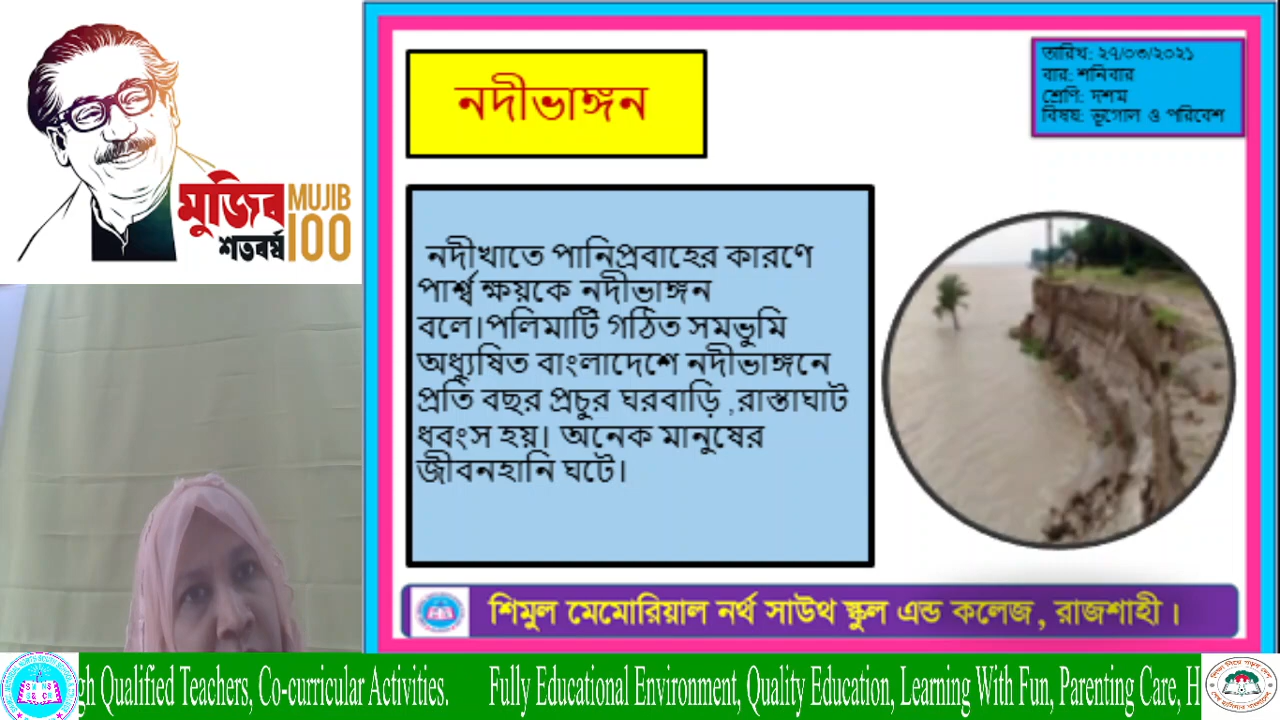 মুজিব
শতবর্ষ
MUJIB
100
নদীভাঙ্গন
তারিখ: ২৭/০৩/২০২১
বার: শনিবার
শ্রেণি: দশম
বিষয়: ভূগোল ও পরিবেশ
নদীখাতে পানিপ্রবাহের কারণে
পার্শ্ব ক্ষয়কে নদীভাঙ্গন
বলে।পলিমাটি গঠিত সমভুমি
অধ্যুষিত বাংলাদেশে নদীভাঙ্গনে
প্রতি বছর প্রচুর ঘরবাড়ি ,রাস্তাঘাট
ধবংস হয়। অনেক মানুষের
জীবনহানি ঘটে।
শিমুল মেমোরিয়াল নর্থ সাউথ স্কুল এন্ড কলেজ, রাজশাহী।
gh Qualified Teachers, Co-curricular Activities. Fully Educational Environment, Quality Education, Learning With Fun, Parenting Care, H